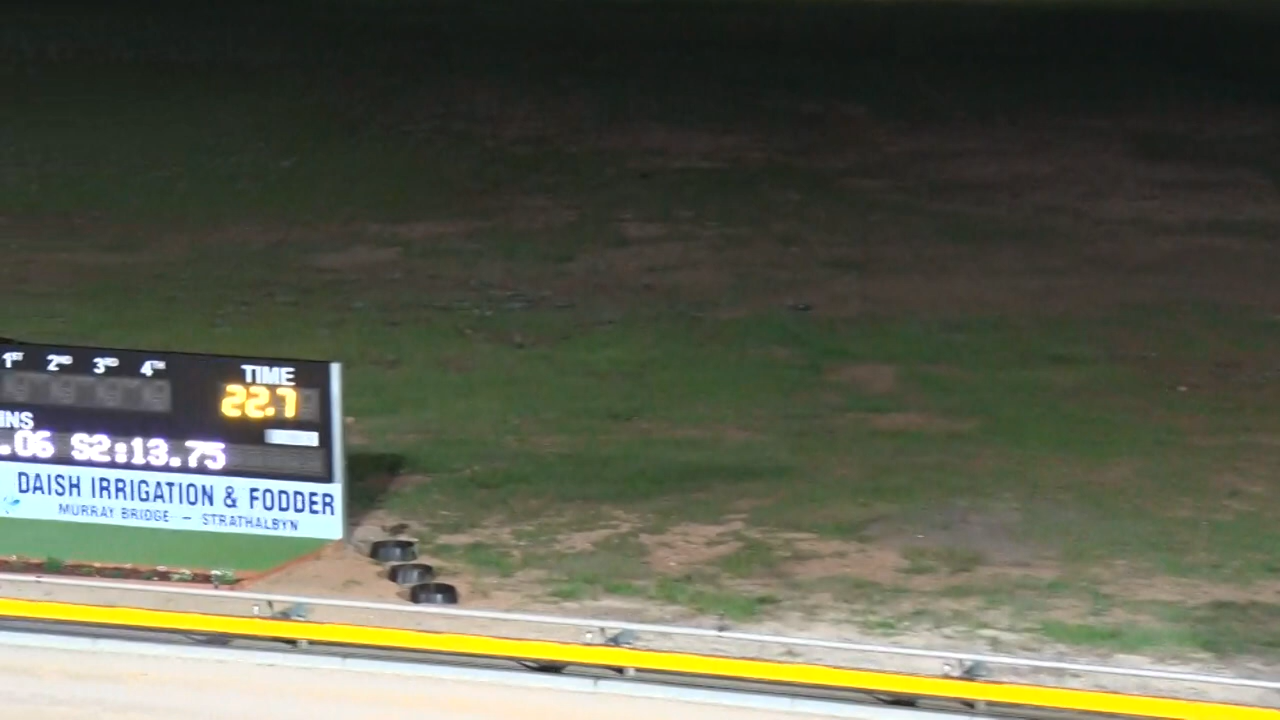 1ST 2ND 3RD 4TH TIME
22.7
INS
.06 S2:13.75
DAISH IRRIGATION & FODDER
MURRAY BRIDGE - STRATHALBYN